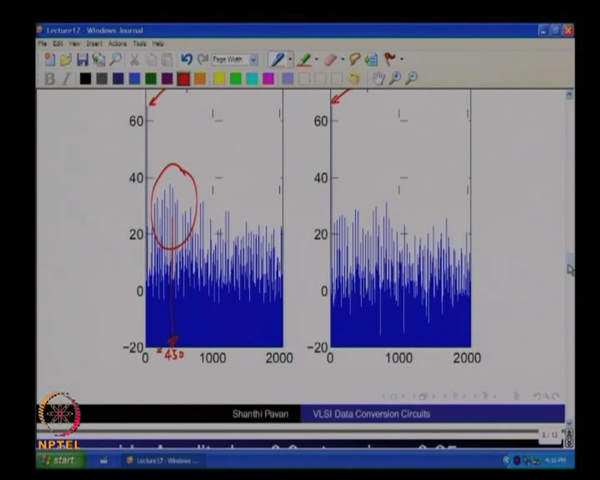 Lecture17 - Windows Journal
File Edit View Insert Actions Tools Help
Page Width
B I
60 60
40 40
20 20
0 0
-20 -20
430
0 1000 2000 0 1000 2000
Shanthi Pavan VLSI Data Conversion Circuits
NPTEL
start Lecture17 - Windows ...